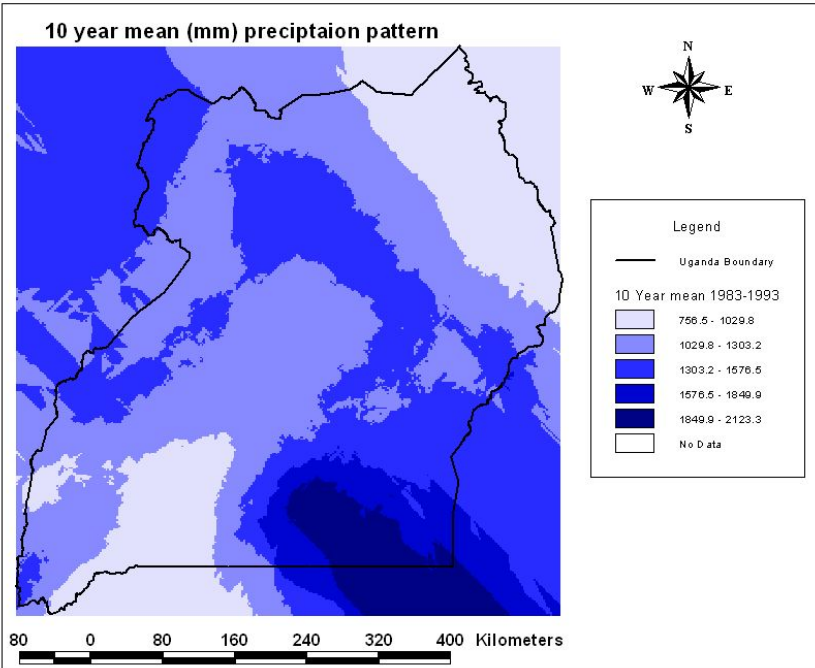 10 year mean (mm) preciptaion pattern
N
W E
S
Legend
Uganda Boundary
10 Year mean 1983-1993
756.5 - 1029.8
1029.8 - 1303.2
1303.2 - 1576.5
1576.5 - 1849.9
1849.9 - 2123.3
No Data
80 0 80 160 240 320 400 Kilometers